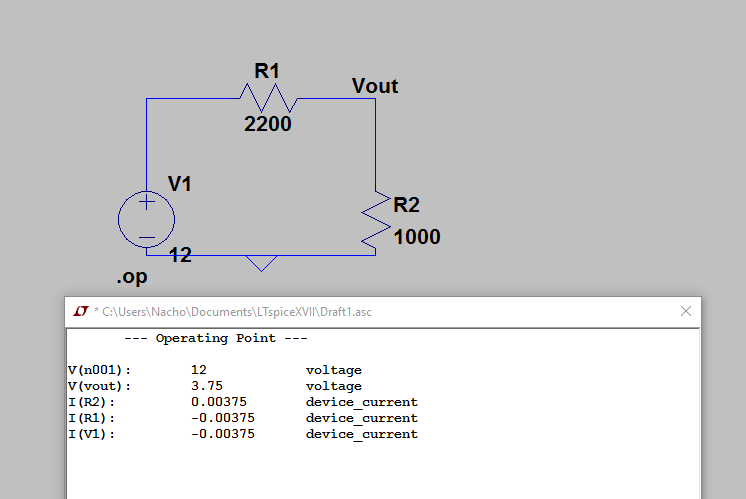 R1
Vout
2200
V1
R2
1000
12
.op
* C:\Users\Nacho\Documents\LTspiceXVII\Draft1.asc
--- Operating Point ---
V(n001): 12 voltage
V(vout): 3.75 voltage
I(R2): 0.00375 device_current
I(R1): -0.00375 device_current
I(V1): -0.00375 device_current